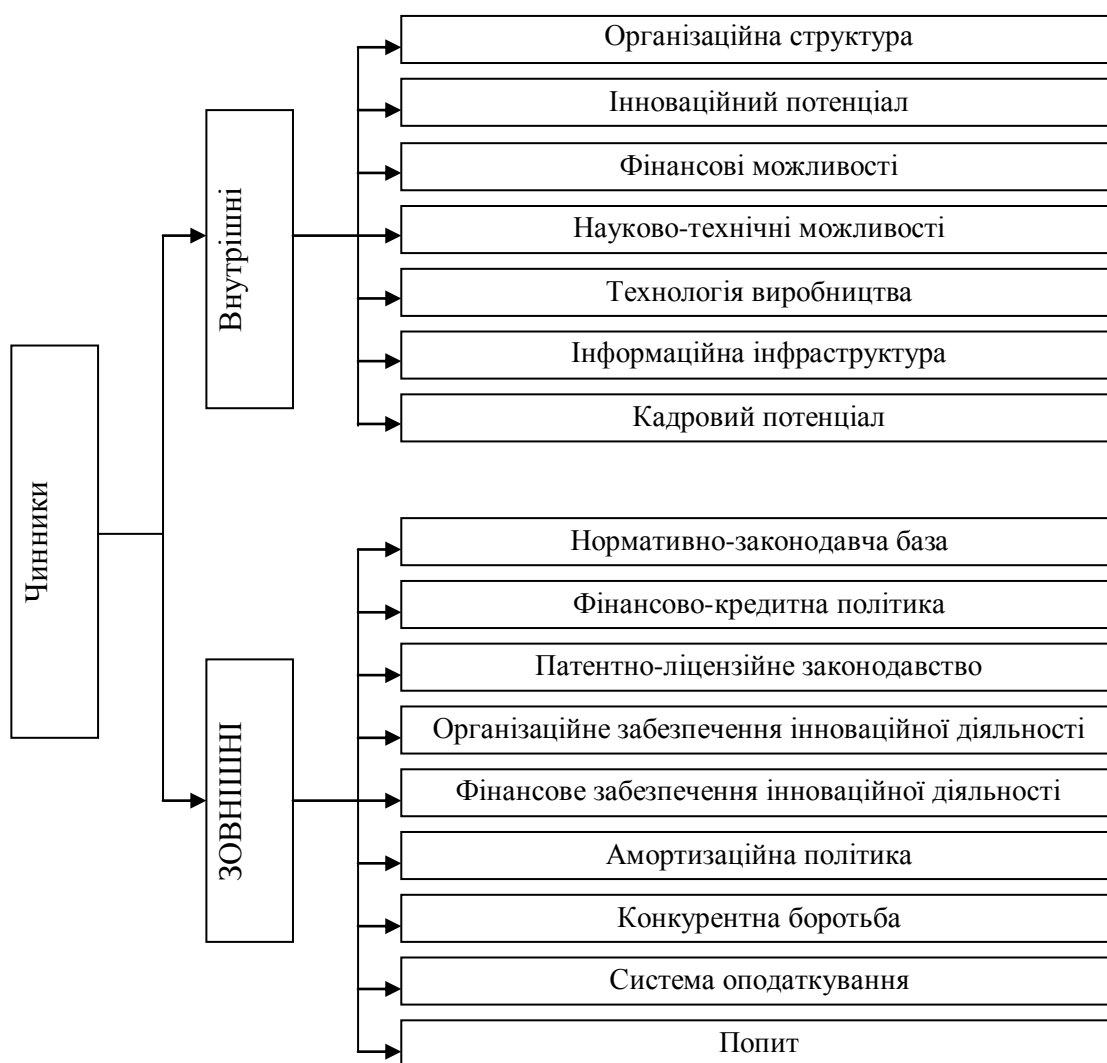 Чинники
Внутрішні
Організаційна структура
Інноваційний потенціал
Фінансові можливості
Науково-технічні можливості
Технологія виробництва
Інформаційна інфраструктура
Кадровий потенціал
ЗОВНІШНІ
Нормативно-законодавча база
Фінансово-кредитна політика
Патентно-ліцензійне законодавство
Організаційне забезпечення інноваційної діяльності
Фінансове забезпечення інноваційної діяльності
Амортизаційна політика
Конкурентна боротьба
Система оподаткування
Попит